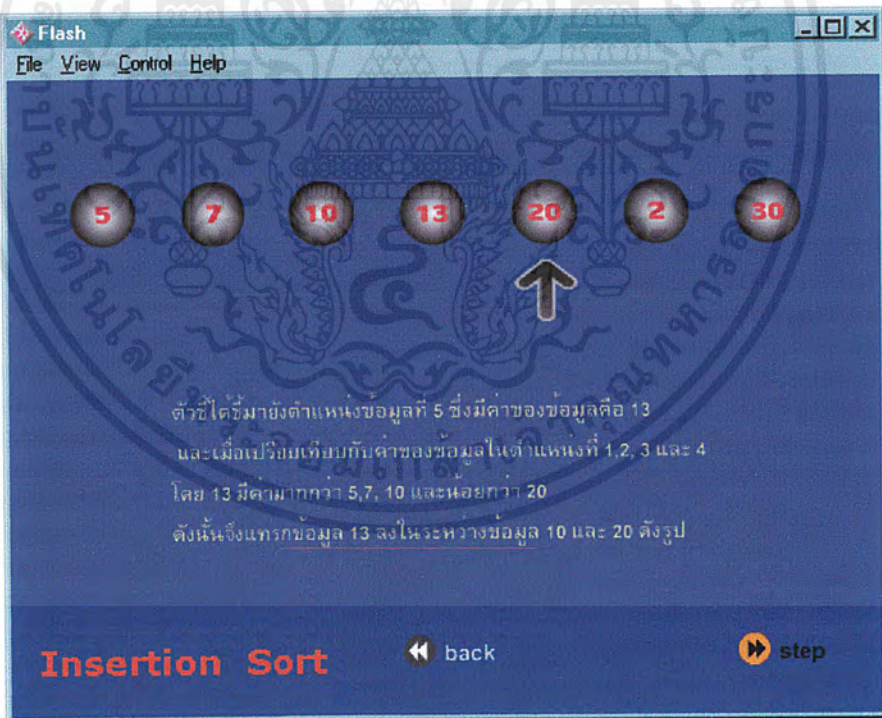 Flash
File View Control Help
5 7 10 13 20 2 30
ตัวชี้ได้ชี้มายังตำแหน่งข้อมูลที่ 5 ซึ่งมีค่าของข้อมูลคือ 13
และเมื่อเปรียบเทียบกับค่าของข้อมูลในตำแหน่งที่ 1,2, 3 และ 4
โดย 13 มีค่ามากกว่า 5,7, 10 และน้อยกว่า 20
ดังนั้นจึงแทรกข้อมูล 13 ลงในระหว่างข้อมูล 10 และ 20 ดังรูป
Insertion Sort back step